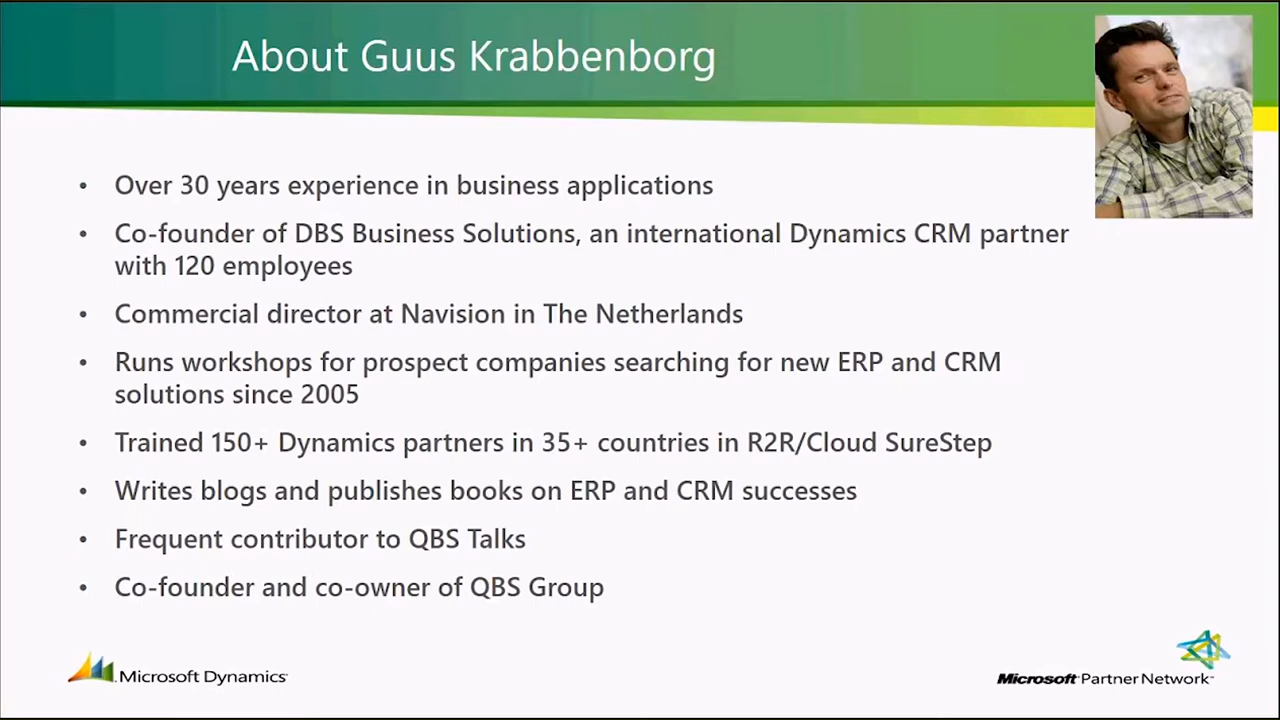 About Guus Krabbenborg
• Over 30 years experience in business applications
• Co-founder of DBS Business Solutions, an international Dynamics CRM partner
with 120 employees
• Commercial director at Navision in The Netherlands
• Runs workshops for prospect companies searching for new ERP and CRM
solutions since 2005
• Trained 150+ Dynamics partners in 35+ countries in R2R/Cloud SureStep
• Writes blogs and publishes books on ERP and CRM successes
• Frequent contributor to QBS Talks
• Co-founder and co-owner of QBS Group
Microsoft Dynamics
Microsoft Partner Network